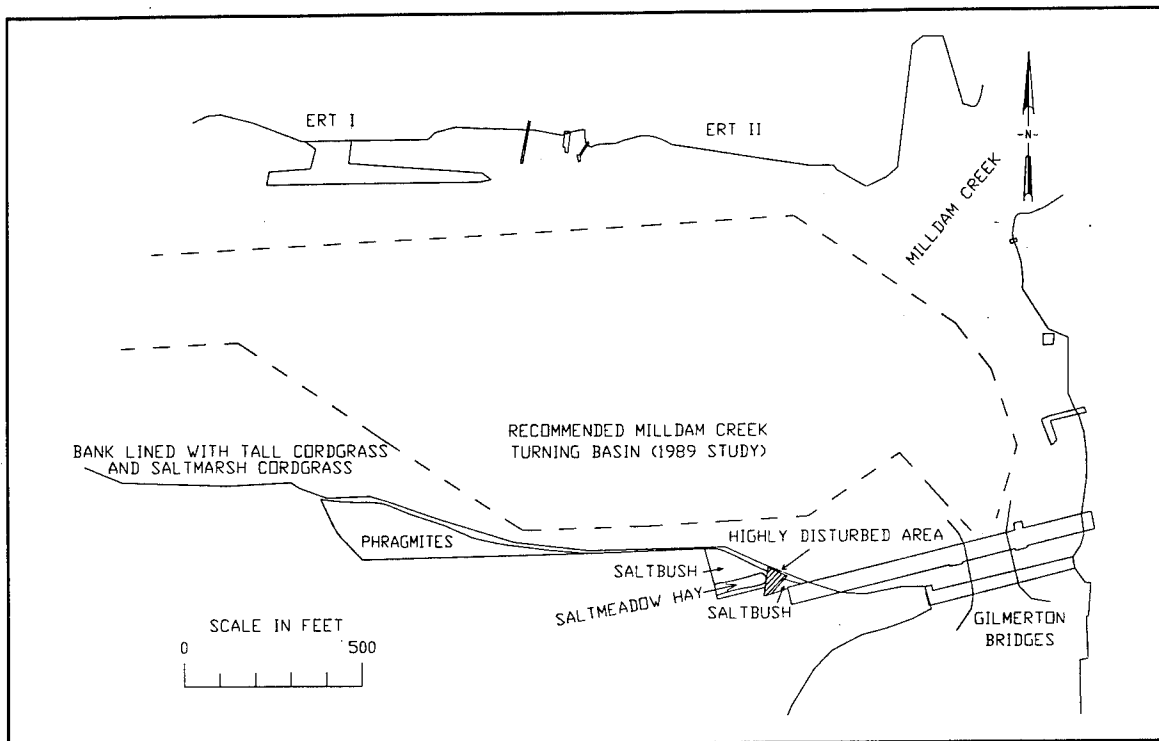 ERT I
ERT II
-N-
MILLDAM CREEK
RECOMMENDED MILLDAM CREEK
TURNING BASIN (1989 STUDY)
BANK LINED WITH TALL CORDGRASS
AND SALTMARSH CORDGRASS
PHRAGMITES
HIGHLY DISTURBED AREA
SALTBUSH
SALTMEADOW HAY
SALTBUSH
GILMERTON
BRIDGES
SCALE IN FEET
0 500